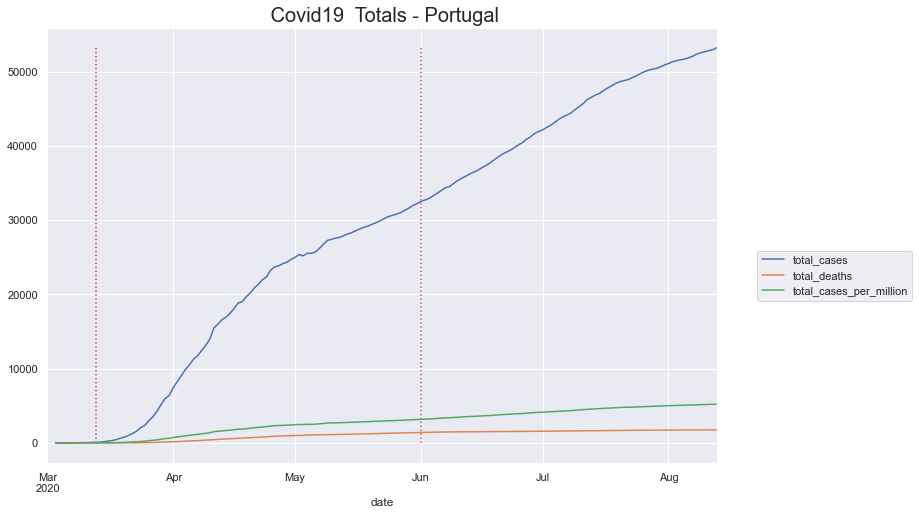 Covid19  Totals - Portugal
50000
40000
30000
20000
10000
0
Mar
2020
Apr
May
Jun
Jul
Aug
date
total_cases
total_deaths
total_cases_per_million